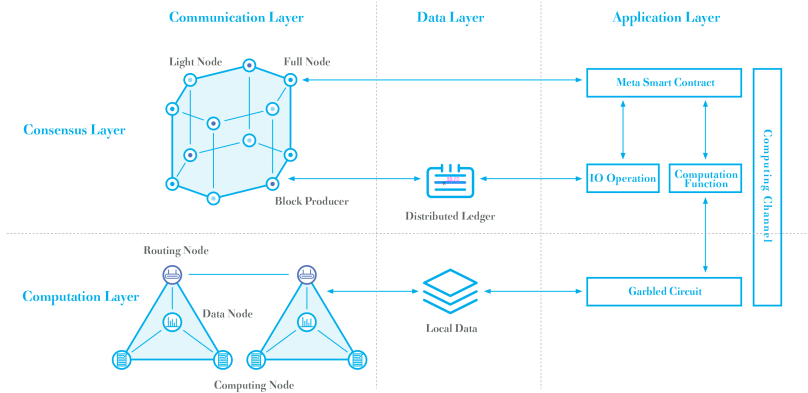 Communication Layer
Data Layer
Application Layer
Light Node
Full Node
Meta Smart Contract
Consensus Layer
Computing Channel
IO Operation
Computation
Function
Block Producer
Distributed Ledger
Routing Node
Computation Layer
Garbled Circuit
Data Node
Local Data
Computing Node